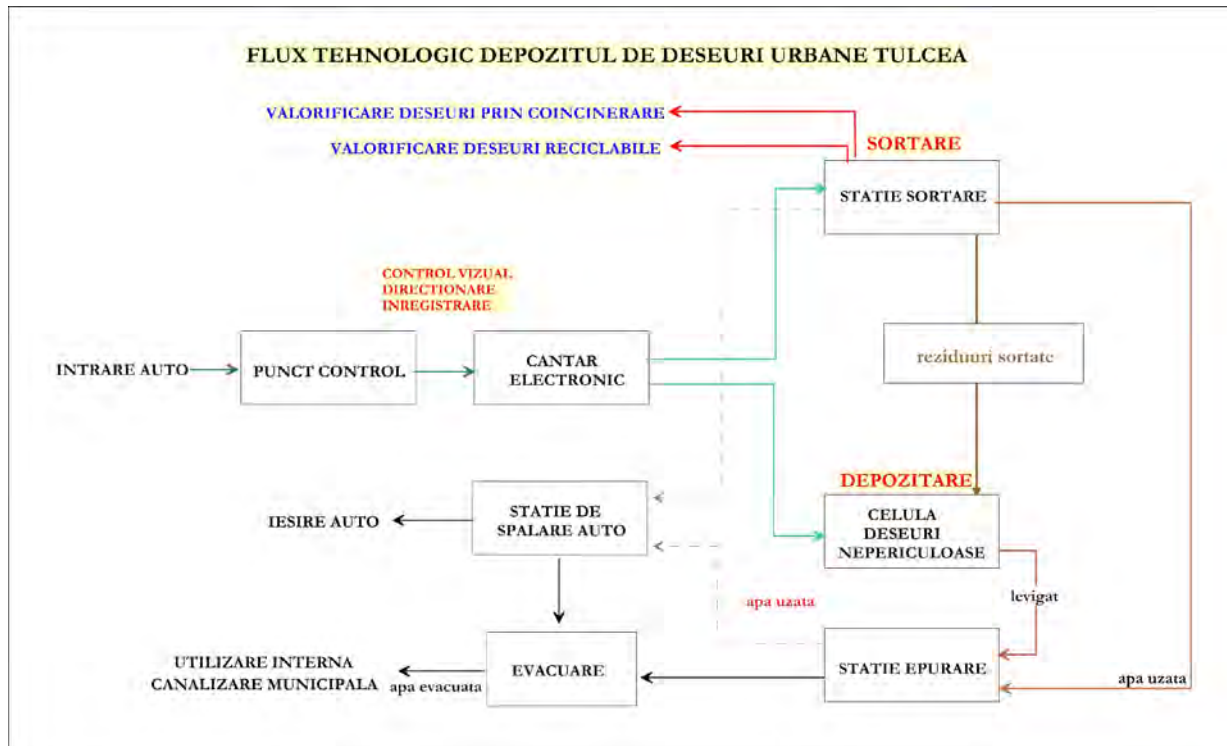 FLUX TEHNOLOGIC DEPOZITUL DE DESEURI URBANE TULCEA
VALORIFICARE DESEURI PRIN COINCINERARE
VALORIFICARE DESEURI RECICLABILE
SORTARE
STATIE SORTARE
CONTROL VIZUAL
DIRECTIONARE
INREGISTRARE
INTRARE AUTO
PUNCT CONTROL
CANTAR
ELECTRONIC
reziduuri sortate
DEPOZITARE
IESIRE AUTO
STATIE DE
SPALARE AUTO
CELULA
DESEURI
NEPERICULOASE
apa uzata
levigat
UTILIZARE INTERNA
CANALIZARE MUNICIPALA
apa evacuata
EVACUARE
STATIE EPURARE
apa uzata